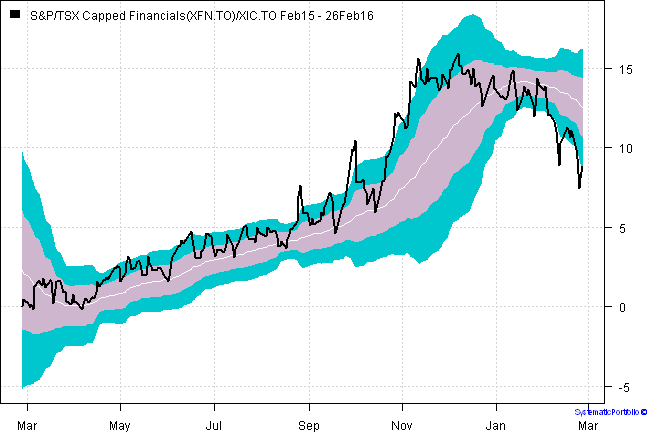 S&P/TSX Capped Financials(XFN.TO)/XIC.TO Feb15 - 26Feb16
15
10
5
0
-5
Mar May Jul Sep Nov Jan Mar
SystematicPortfolio ©